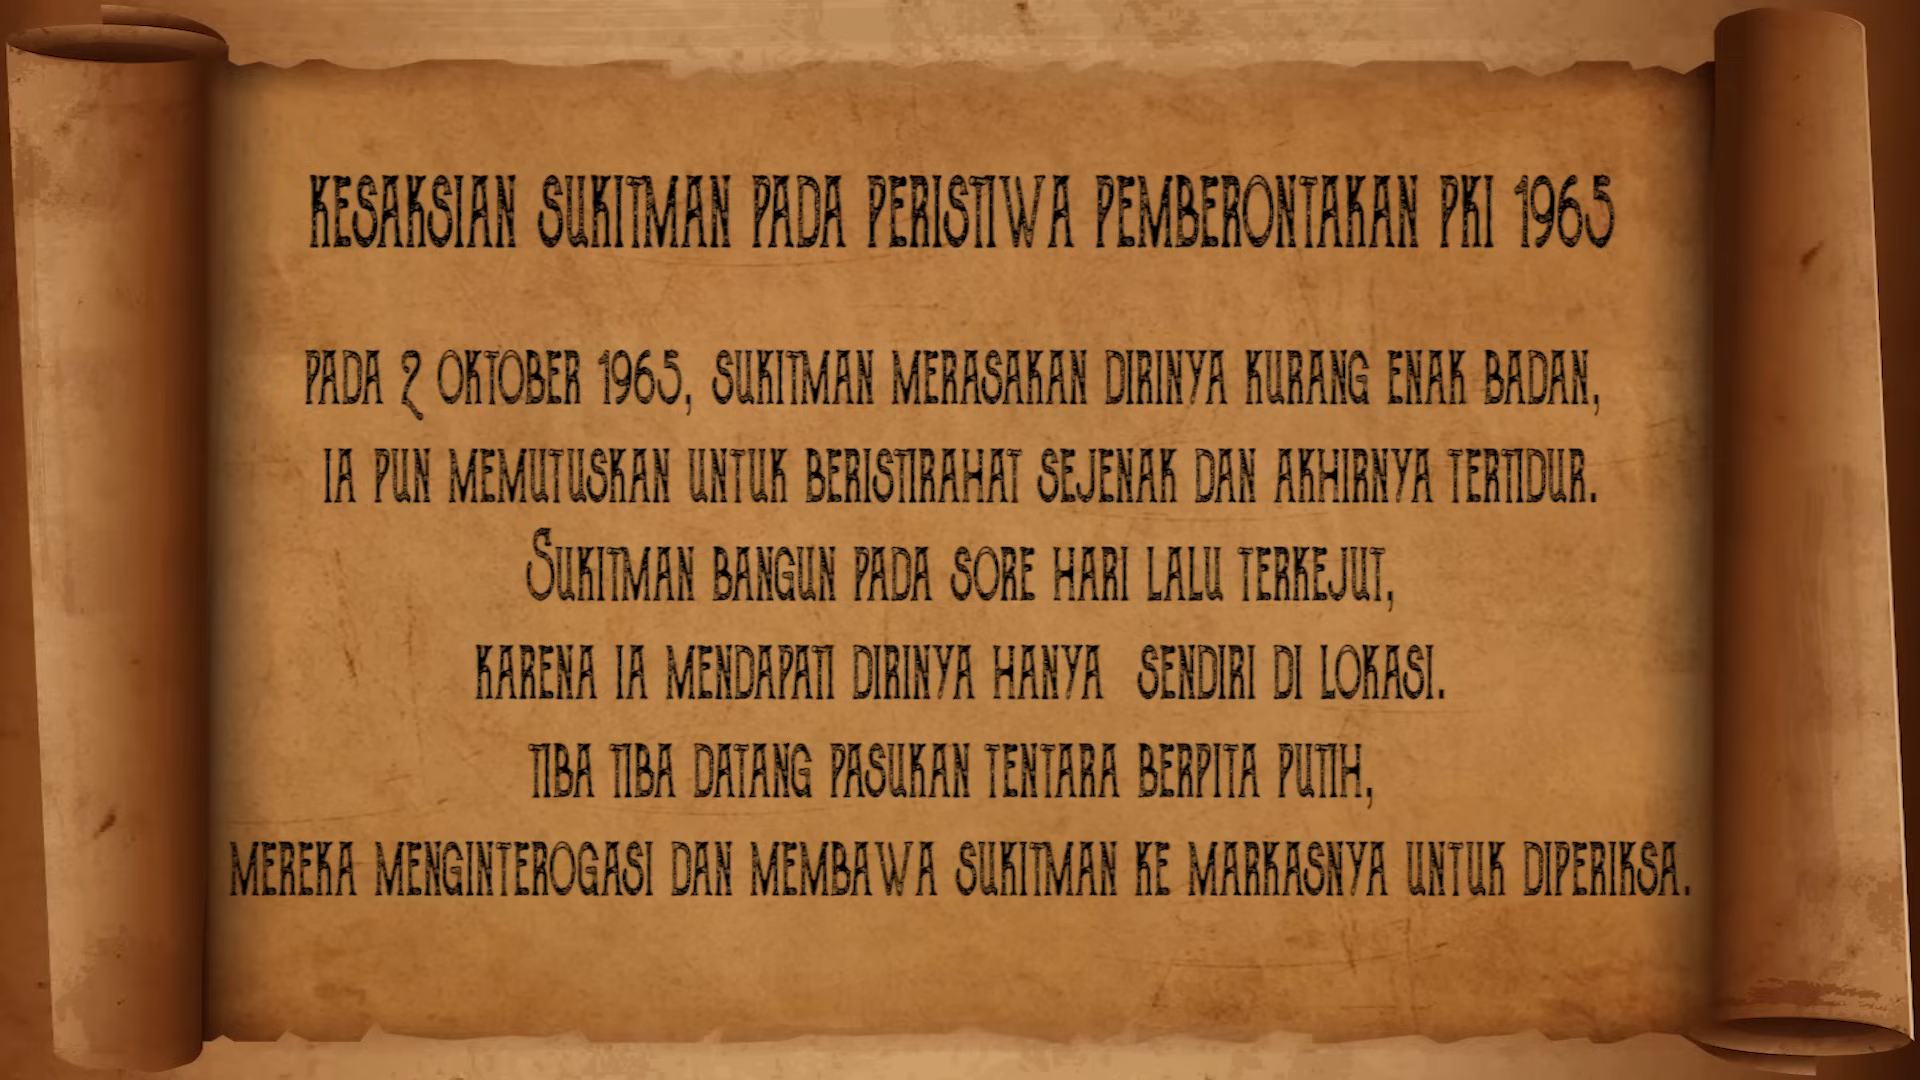 KESAKSIAN SUKITMAN PADA PERISTIWA PEMBERONTAKAN PKI 1965
PADA 2 OKTOBER 1965, SUKITMAN MERASAKAN DIRINYA KURANG ENAK BADAN,
IA PUN MEMUTUSKAN UNTUK BERISTIRAHAT SEJENAK DAN AKHIRNYA TERTIDUR.
SUKITMAN BANGUN PADA SORE HARI LALU TERKEJUT,
KARENA IA MENDAPATI DIRINYA HANYA SENDIRI DI LOKASI.
TIBA TIBA DATANG PASUKAN TENTARA BERPITA PUTIH,
MEREKA MENGINTEROGASI DAN MEMBAWA SUKITMAN KE MARKASNYA UNTUK DIPERIKSA.